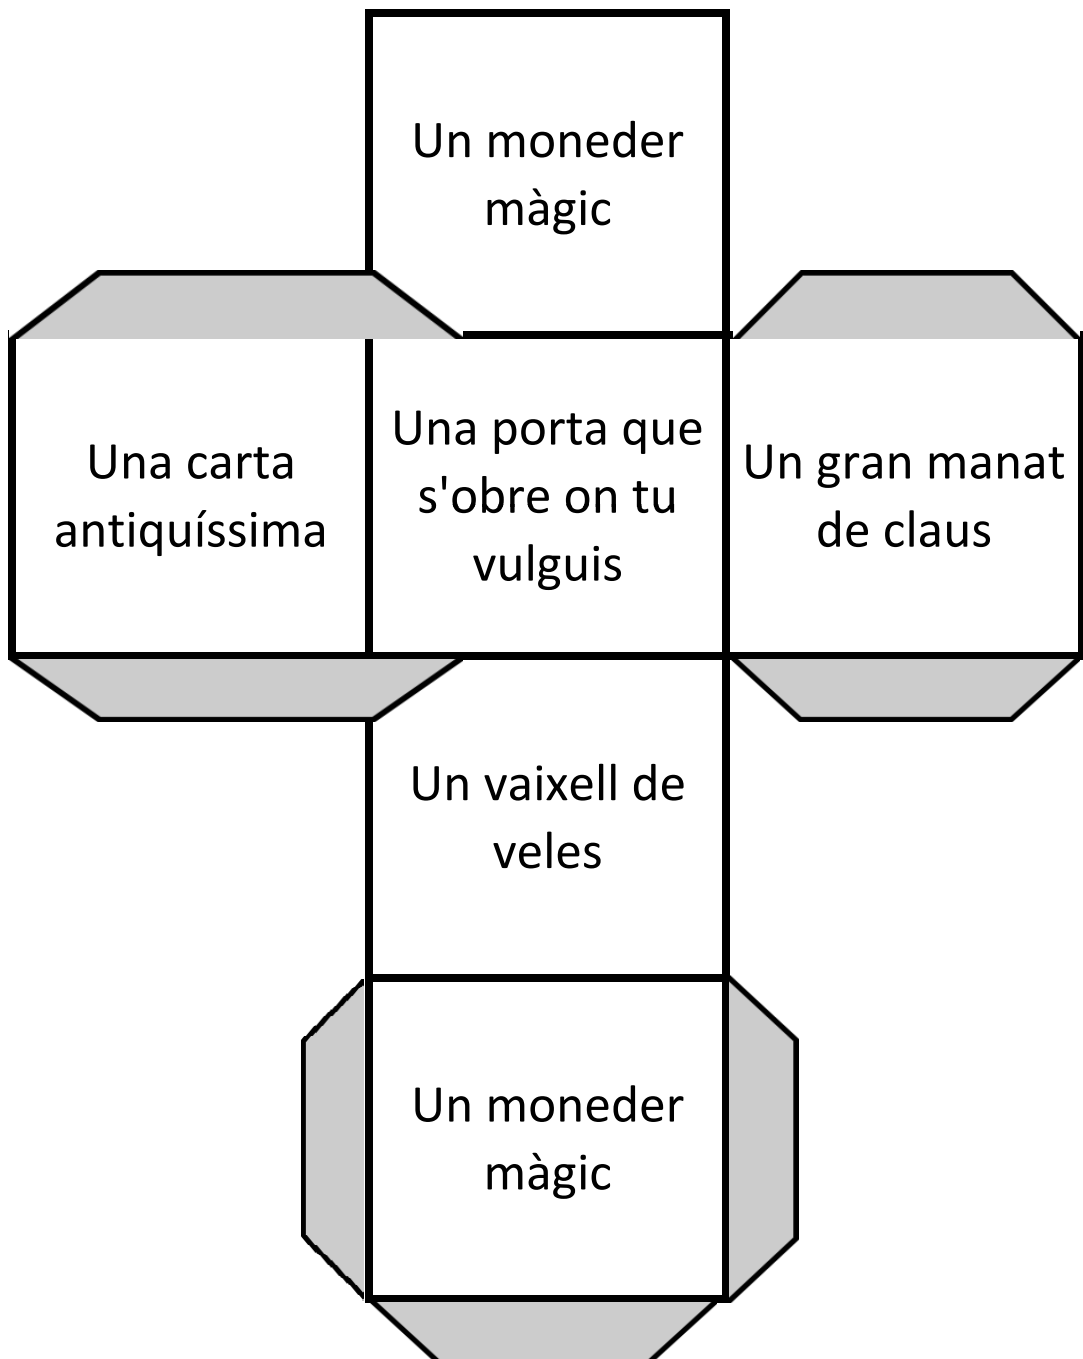 Un moneder
màgic
Una carta
antiquíssima
Una porta que
s'obre on tu
vulguis
Un gran manat
de claus
Un vaixell de
veles
Un moneder
màgic